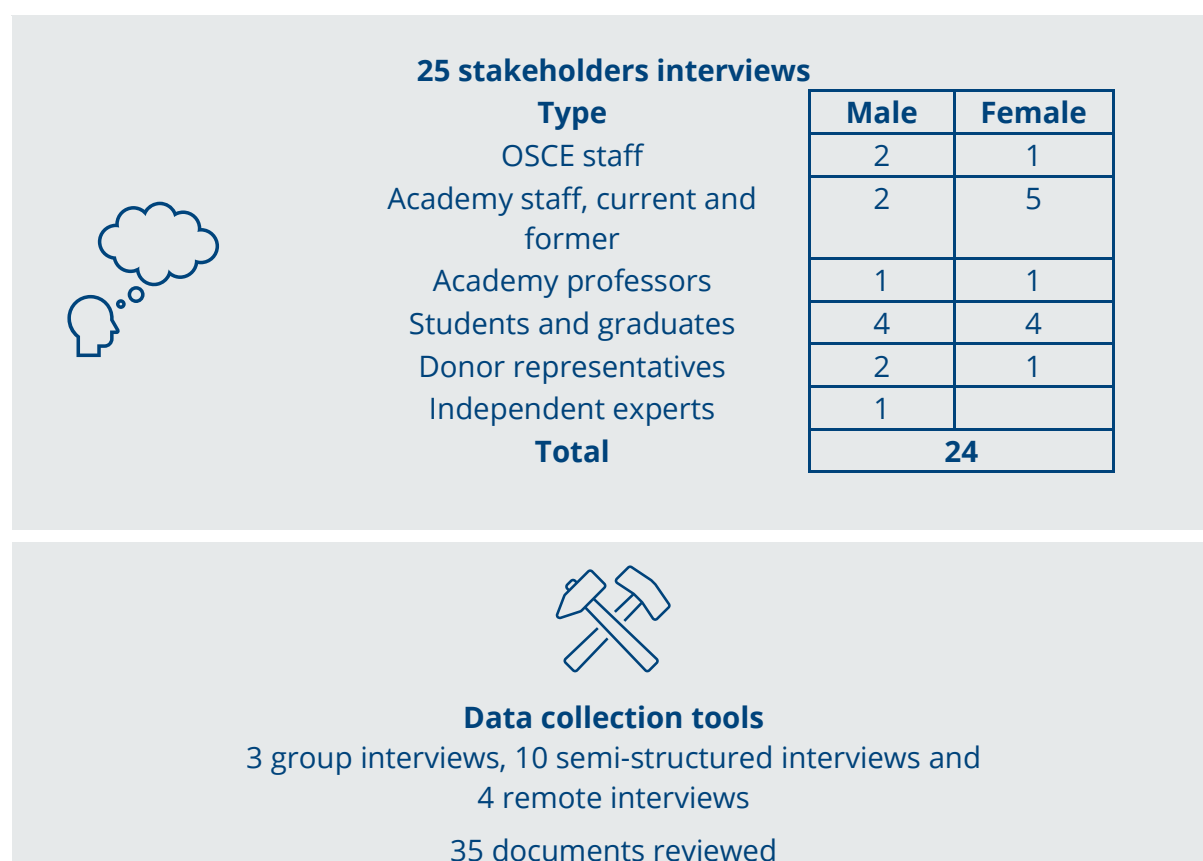 25 stakeholders interviews
Type Male Female
OSCE staff 2 1
Academy staff, current and 2 5
former
Academy professors 1 1
Students and graduates 4 4
Donor representatives 2 1
Independent experts 1
Total 24
Data collection tools
3 group interviews, 10 semi-structured interviews and
4 remote interviews
35 documents reviewed